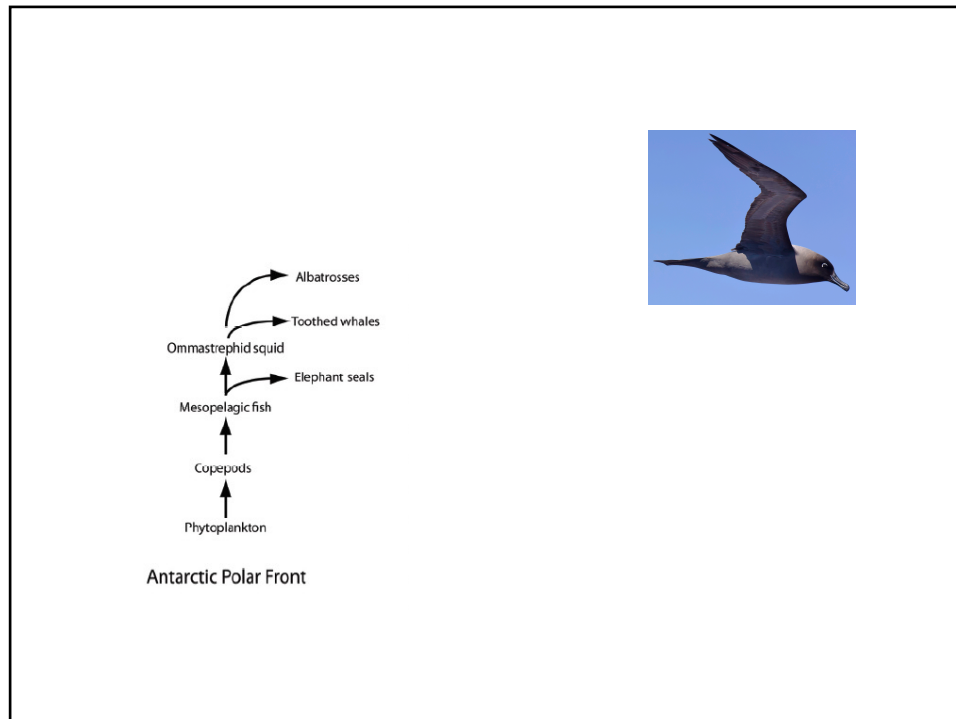 Albatrosses
Toothed whales
Ommastrephid squid
Elephant seals
Mesopelagic fish
Copepods
Phytoplankton
Antarctic Polar Front